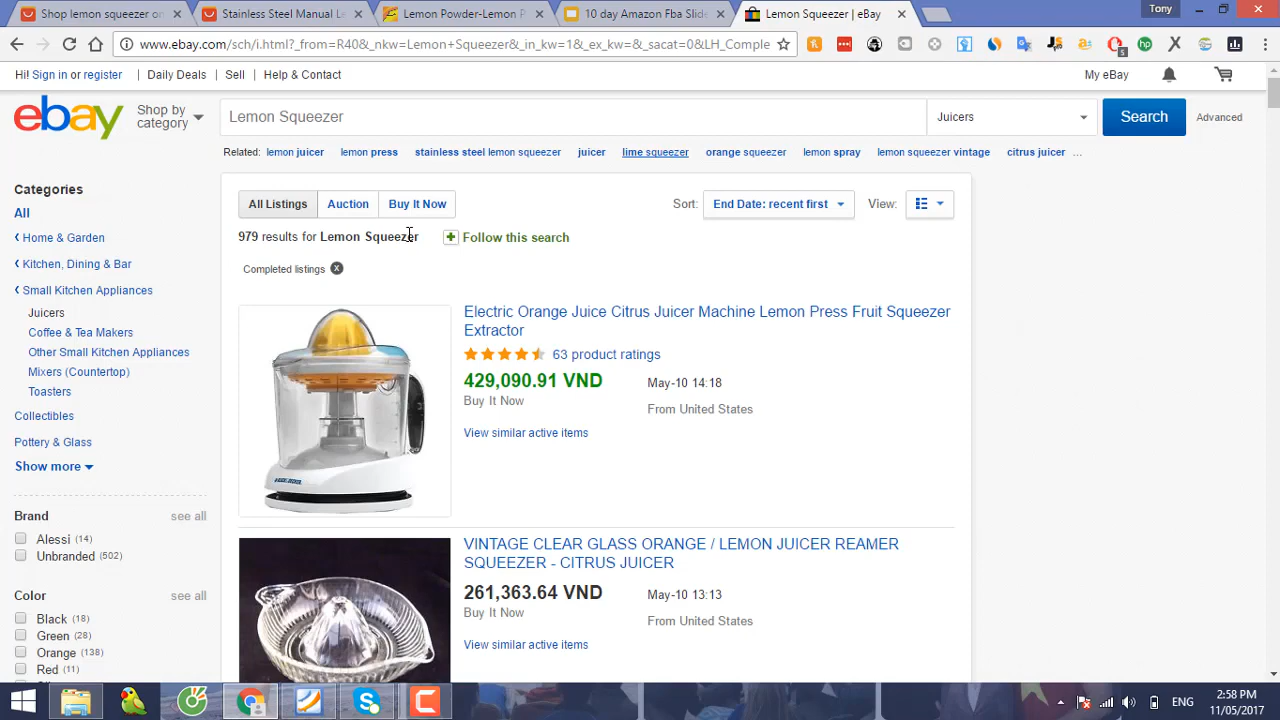 Shop squeezer on
Stainless Steel Manual L
Lemon Powder-Lemon P
10 day Amazon Fba Slide
Lemon Squeezer | eBay
Tony
www.ebay.com/sch/i.html?_from=R40&_nkw=Lemon+Squeezer&_in_kw=1&_ex_kw=&_sacat=0&LH_Comple
Hi! Sign in or register
Daily Deals
Sell
Help & Contact
My eBay
ebay
Shop by category
Lemon Squeezer
Juicers
Search
Advanced
Related: lemon juicer lemon press stainless steel lemon squeezer juicer lime squeezer orange squeezer lemon spray lemon squeezer vintage citrus juicer ...
Categories
All
Home & Garden
Kitchen, Dining & Bar
Small Kitchen Appliances
Juicers
Coffee & Tea Makers
Other Small Kitchen Appliances
Mixers (Countertop)
Toasters
Collectibles
Pottery & Glass
Show more
Brand see all
Alessi (14)
Unbranded (502)
Color see all
Black (18)
Green (28)
Orange (138)
Red (11)
All Listings
Auction
Buy It Now
Sort: End Date: recent first
View:
979 results for Lemon Squeezer
Follow this search
Completed listings
Electric Orange Juice Citrus Juicer Machine Lemon Press Fruit Squeezer
Extractor
63 product ratings
429,090.91 VND
May-10 14:18
Buy It Now
From United States
View similar active items
VINTAGE CLEAR GLASS ORANGE / LEMON JUICER REAMER
SQUEEZER - CITRUS JUICER
261,363.64 VND
May-10 13:13
Buy It Now
From United States
View similar active items
ENG
2:58 PM
11/05/2017